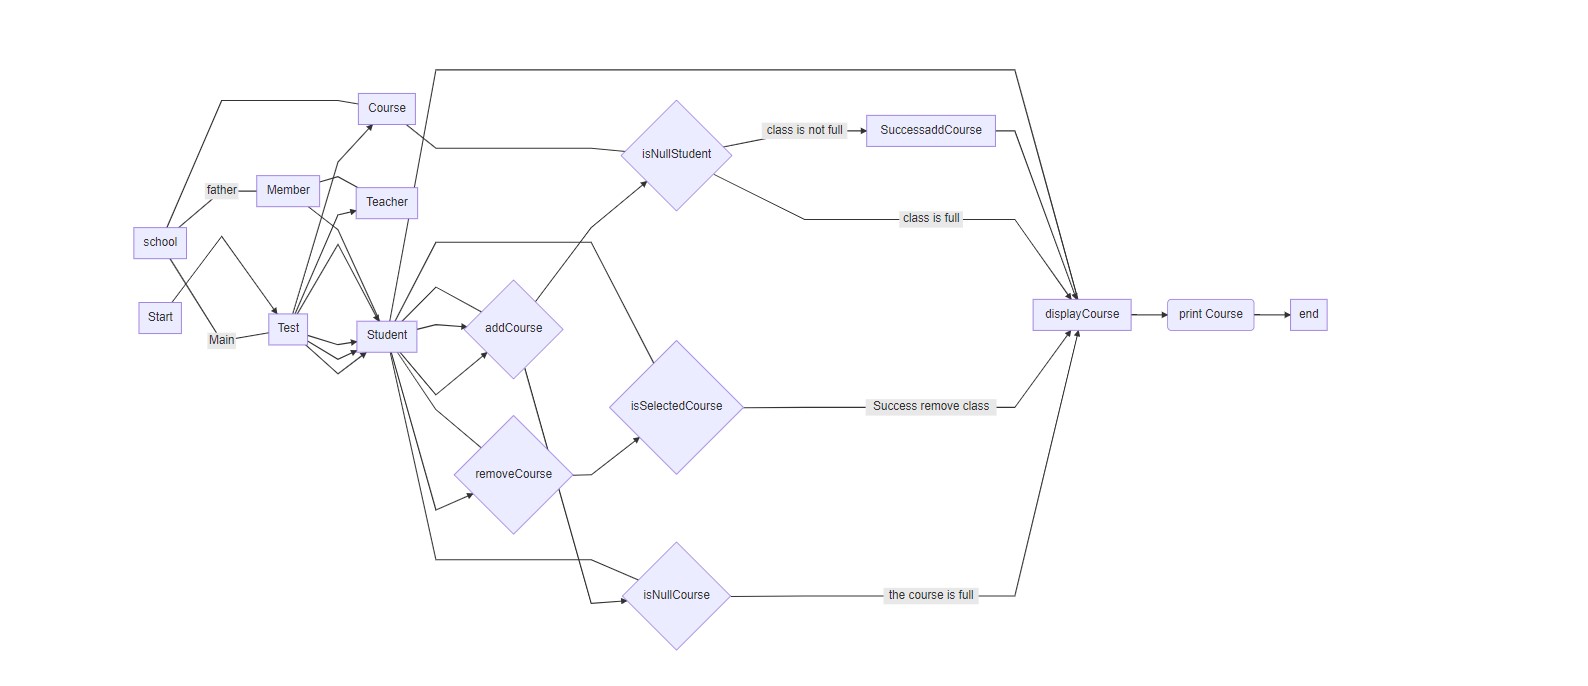 Course
isNullStudent
class is not full
SuccessaddCourse
father
Member
Teacher
class is full
school
Start
Test
Student
addCourse
displayCourse
print Course
end
Main
isSelectedCourse
Success remove class
removeCourse
isNullCourse
the course is full